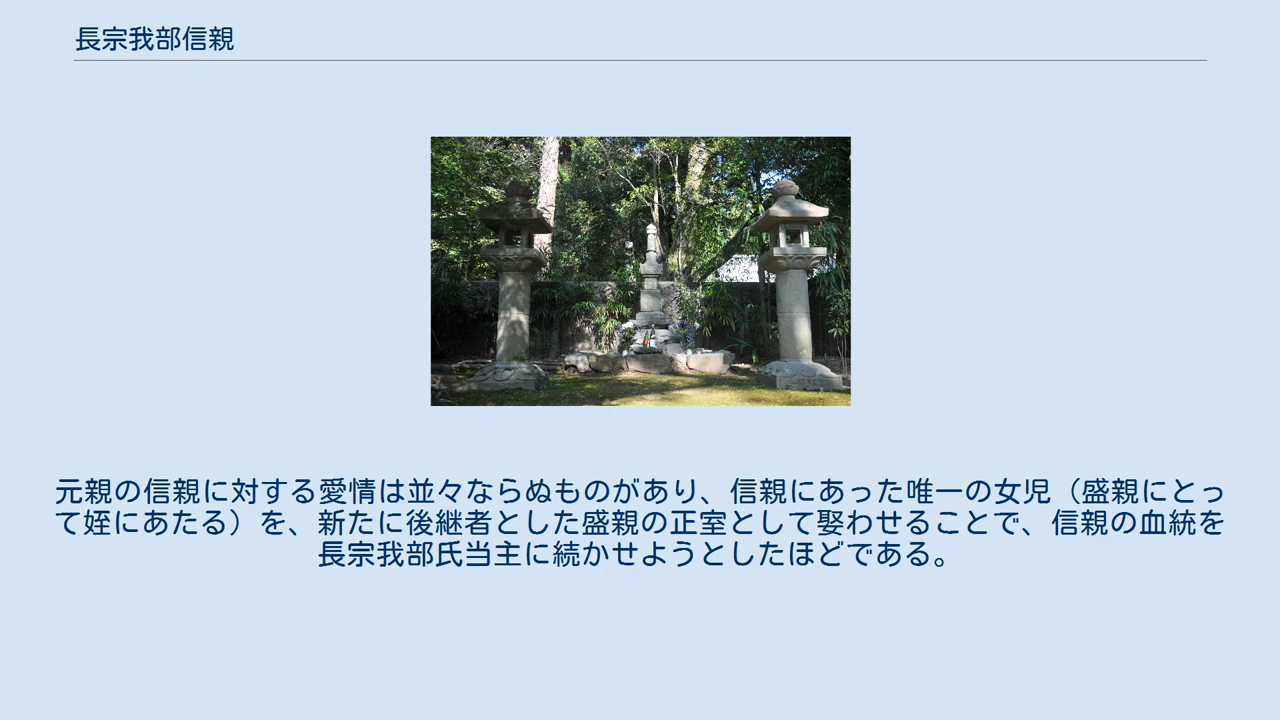 長宗我部信親
元親の信親に対する愛情は並々ならぬものがあり、信親にあった唯一の女児（盛親にとっ
て姪にあたる）を、新たに後継者とした盛親の正室として娶わせることで、信親の血統を
長宗我部氏当主に続かせようとしたほどである。